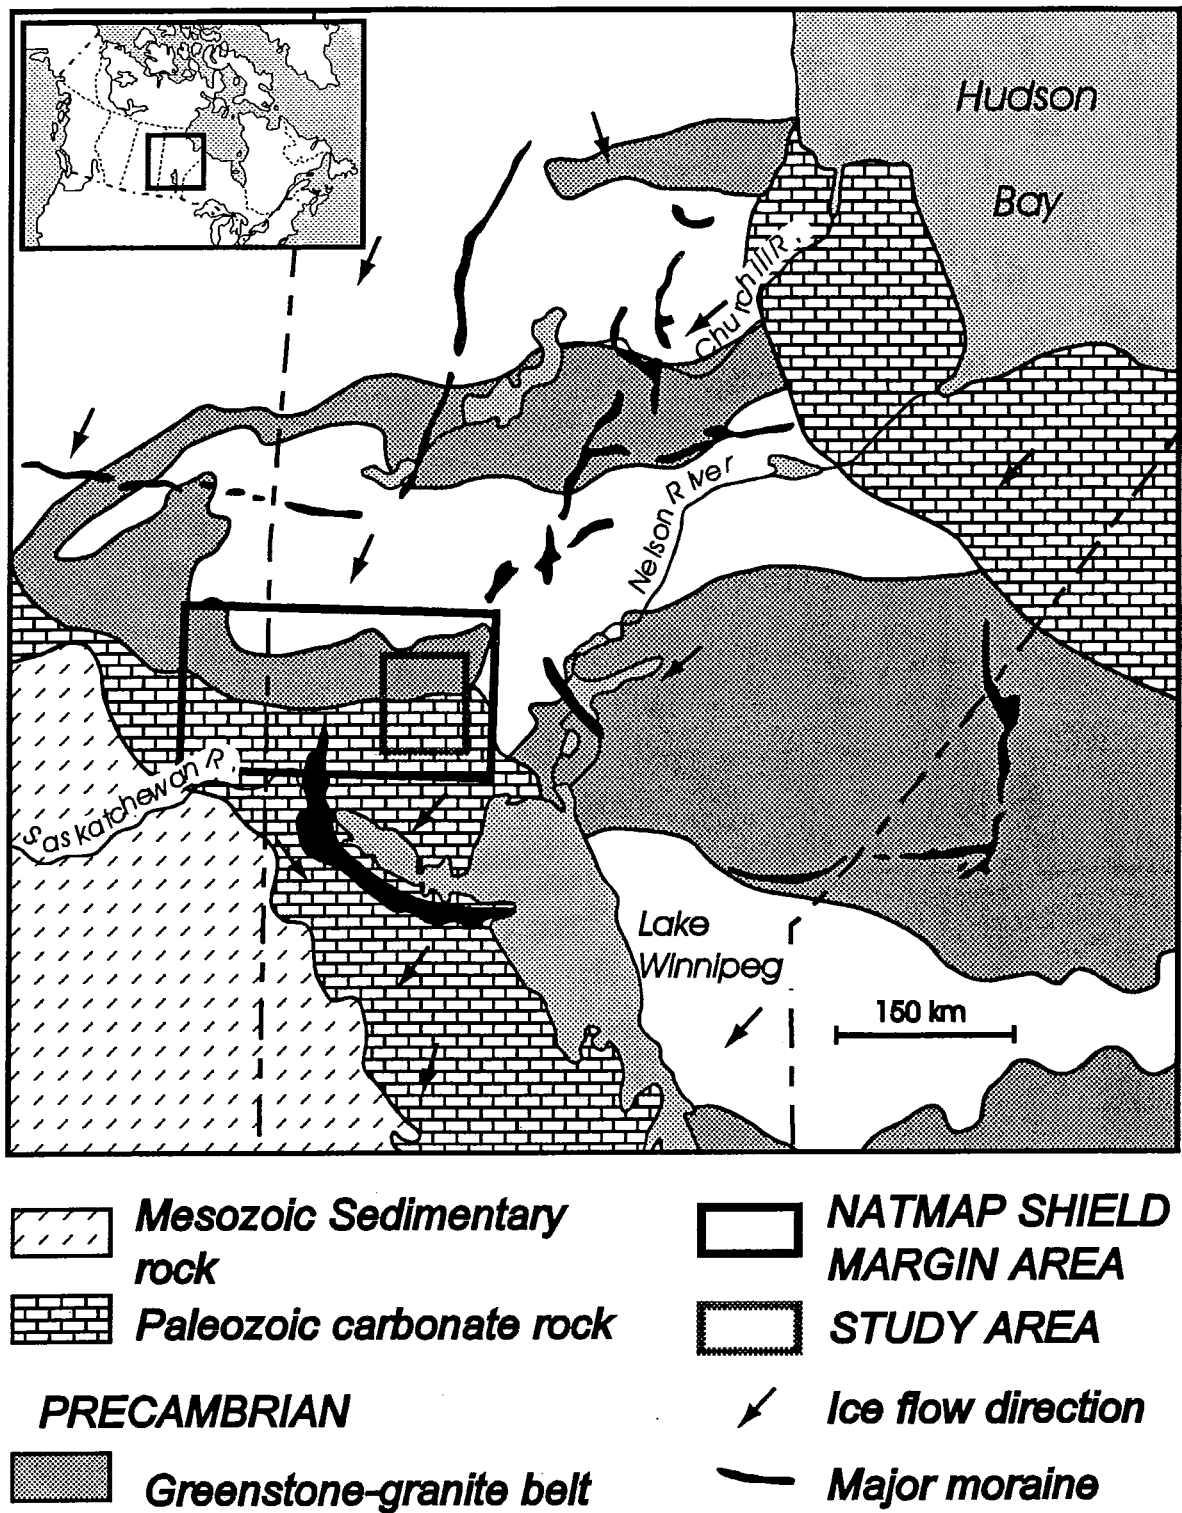 Hudson
Bay
Churchill R.
Nelson River
Saskatchewan R.
Lake
Winnipeg
150 km
Mesozoic Sedimentary
rock
Paleozoic carbonate rock
PRECAMBRIAN
Greenstone-granite belt
NATMAP SHIELD
MARGIN AREA
STUDY AREA
Ice flow direction
Major moraine